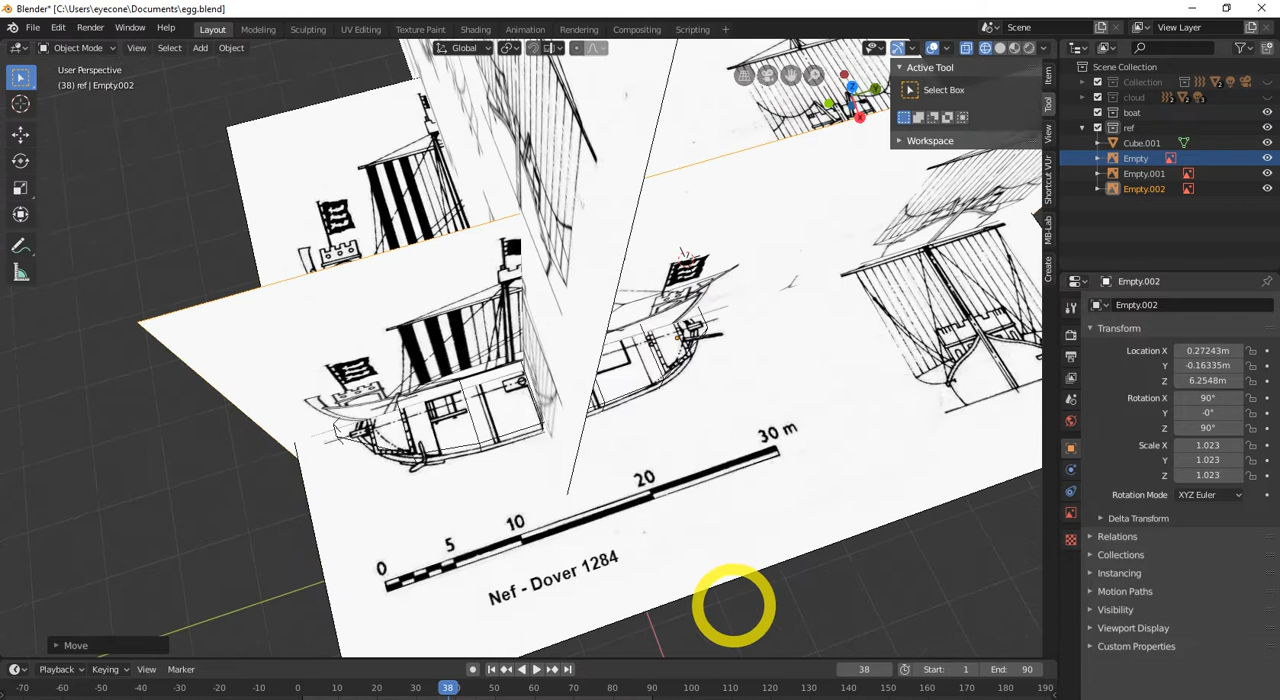 Blender* [C:\Users\eyecone\Documents\egg.blend]
File Edit Render Window Help Layout Modeling Sculpting UV Editing Texture Paint Shading Animation Rendering Compositing Scripting + Scene View Layer
Object Mode View Select Add Object Global
User Perspective
(38) ref | Empty.002
Active Tool
Select Box
Workspace
Item
Tool
View
Shortcut VUr
MB-Lab
Create
Scene Collection
Collection
cloud
boat
ref
Cube.001
Empty
Empty.001
Empty.002
Empty.002
Empty.002
Transform
Location X 0.27243m
Y -0.16335m
Z 6.2548m
Rotation X 90°
Y -0°
Z 90°
Scale X 1.023
Y 1.023
Z 1.023
Rotation Mode XYZ Euler
Delta Transform
Relations
Collections
Instancing
Motion Paths
Visibility
Viewport Display
Custom Properties
0 5 10 20 30 m
Nef - Dover 1284
Z
Y
X
Move
Playback Keying View Marker 38 Start: 1 End: 90
-70 -60 -50 -40 -30 -20 -10 0 10 20 30 38 50 60 70 80 90 100 110 120 130 140 150 160 170 180 190